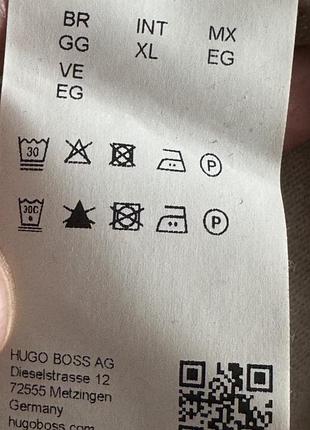 BR INT MX
GG XL EG
VE
EG
30 P
30C P
HUGO BOSS AG
Dieselstrasse 12
72555 Metzingen
Germany
hugoboss.com